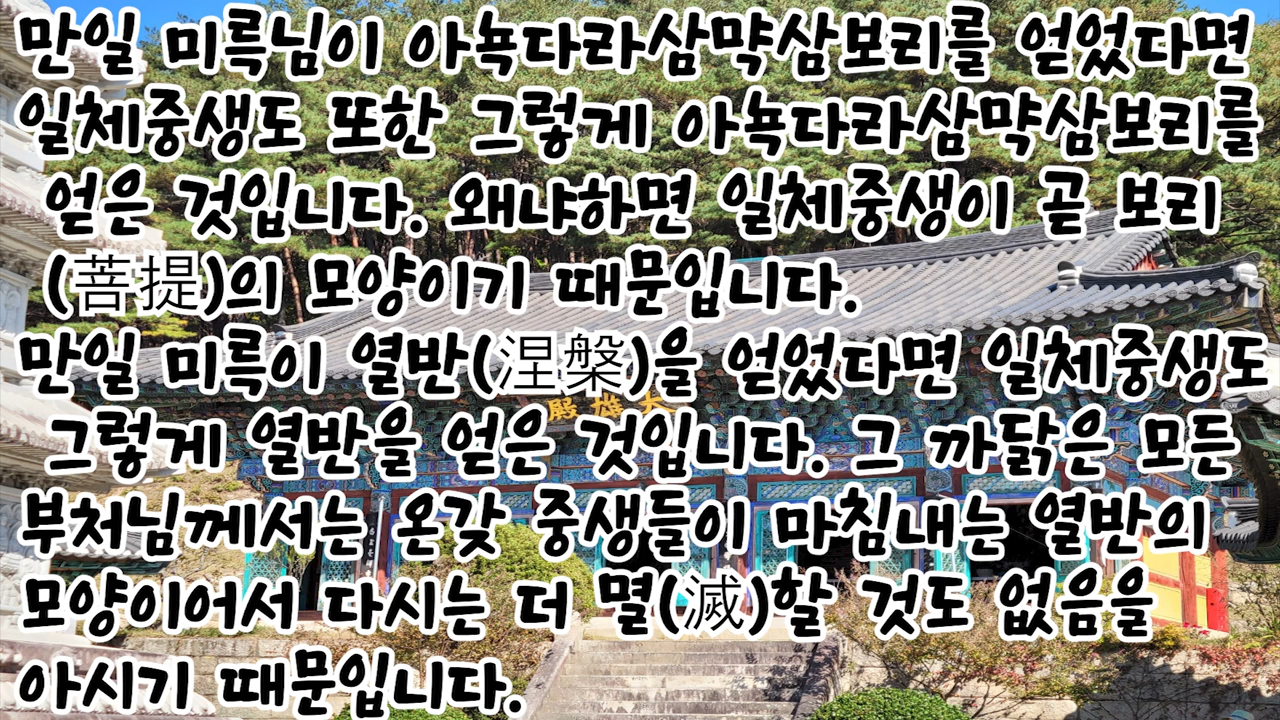 만일 미륵님이 아뇩다라삼먁삼보리를 얻었다면
일체중생도 또한 그렇게 아뇩다라삼먁삼보리를
얻은 것입니다. 왜냐하면 일체중생이 곧 보리
(菩提)의 모양이기 때문입니다.
만일 미륵이 열반(涅槃)을 얻었다면 일체중생도
그렇게 열반을 얻은 것입니다. 그 까닭은 모든
부처님께서는 온갖 중생들이 마침내는 열반의
모양이어서 다시는 더 멸(滅)할 것도 없음을
아시기 때문입니다.